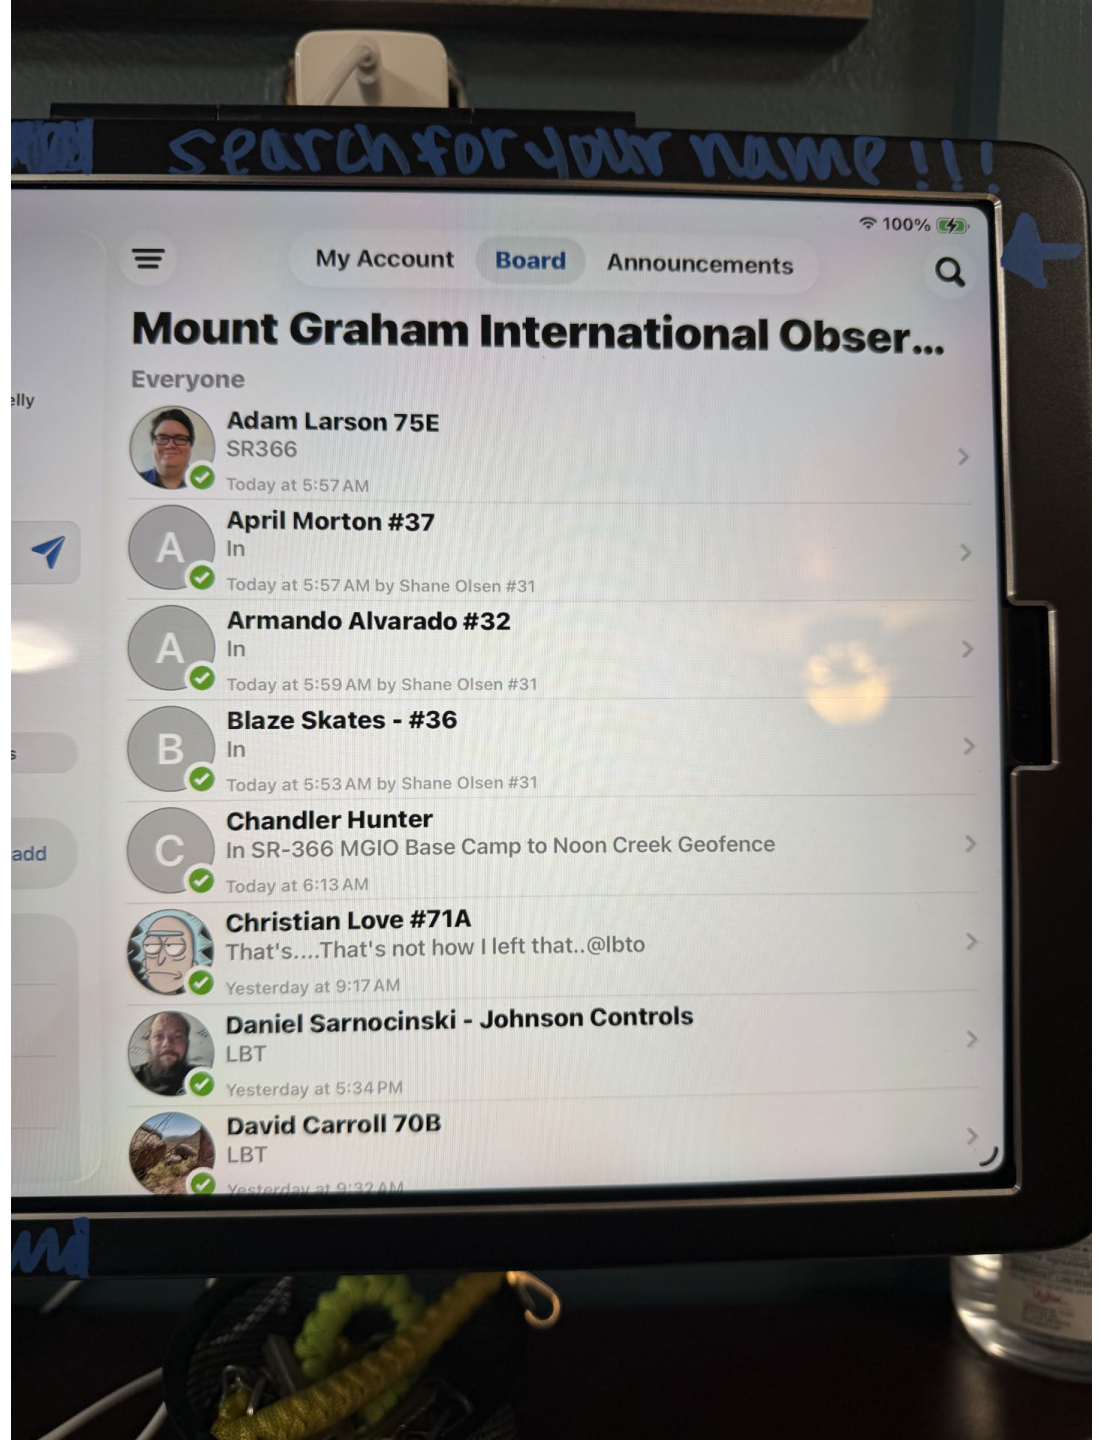 search for your name!!!
100%
My Account Board Announcements
Mount Graham International Obser...
Everyone
elly
Adam Larson 75E
SR366
Today at 5:57 AM
A
April Morton #37
In
Today at 5:57 AM by Shane Olsen #31
A
Armando Alvarado #32
In
Today at 5:59 AM by Shane Olsen #31
B
Blaze Skates - #36
In
Today at 5:53 AM by Shane Olsen #31
s
C
Chandler Hunter
In SR-366 MGIO Base Camp to Noon Creek Geofence
Today at 6:13 AM
add
Christian Love #71A
That's....That's not how I left that..@lbto
Yesterday at 9:17 AM
Daniel Sarnocinski - Johnson Controls
LBT
Yesterday at 5:34 PM
David Carroll 70B
LBT
Yesterday at 9:32 AM